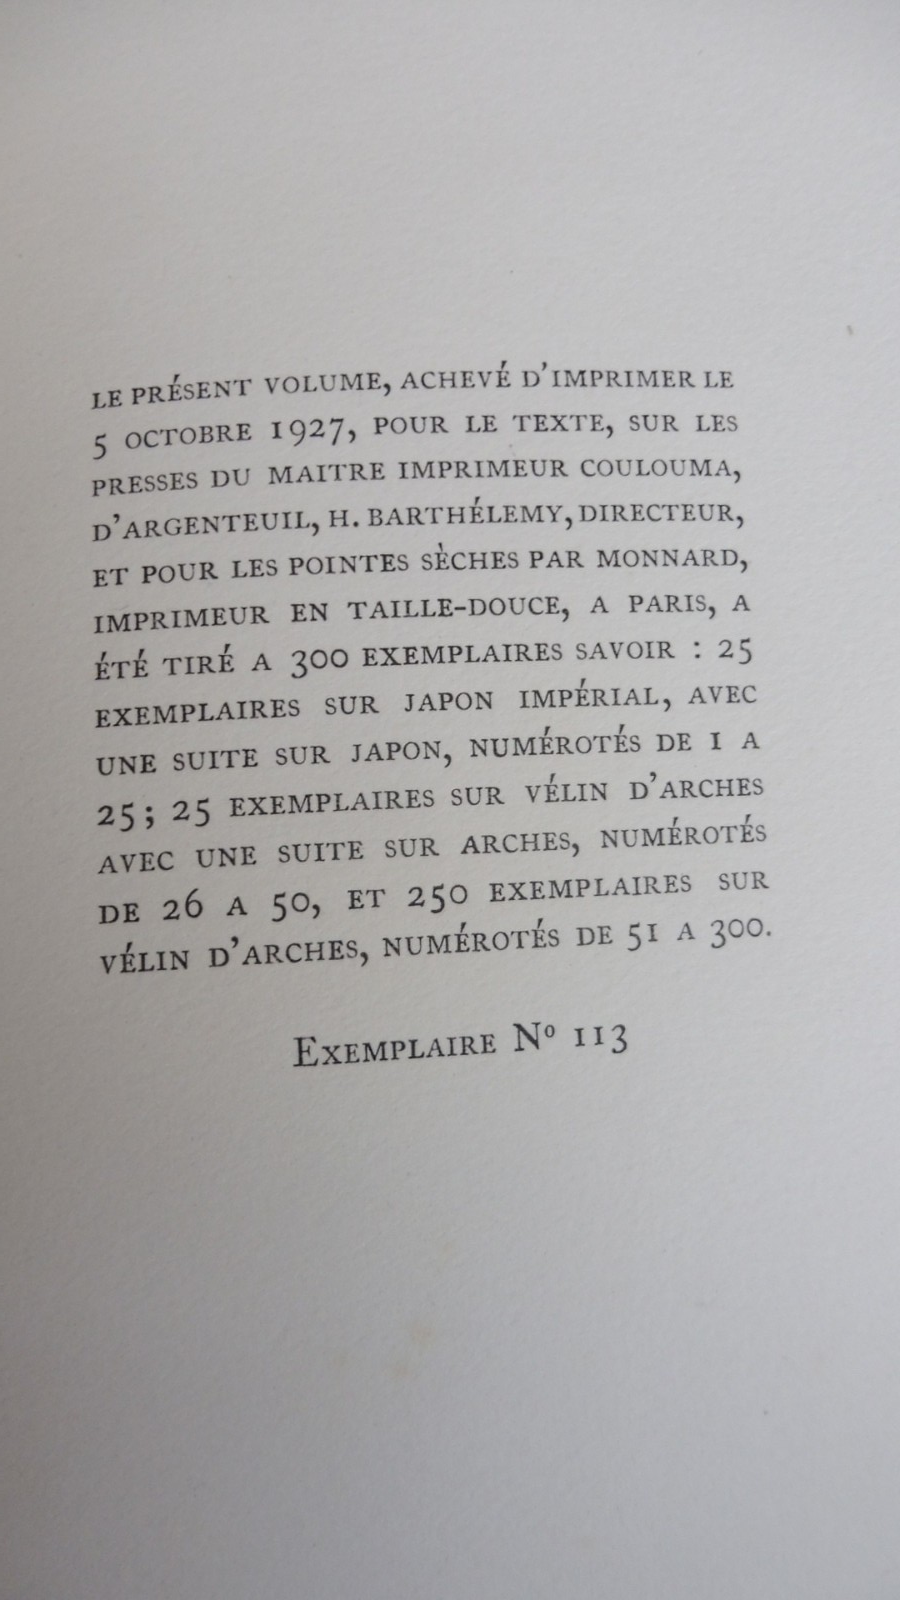 LE PRÉSENT VOLUME, ACHEVÉ D'IMPRIMER LE
5 OCTOBRE 1927, POUR LE TEXTE, SUR LES
PRESSES DU MAITRE IMPRIMEUR COULOUMA,
D'ARGENTEUIL, H. BARTHÉLEMY, DIRECTEUR,
ET POUR LES POINTES SÈCHES PAR MONNARD,
IMPRIMEUR EN TAILLE-DOUCE, A PARIS, A
ÉTÉ TIRÉ A 300 EXEMPLAIRES SAVOIR : 25
EXEMPLAIRES SUR JAPON IMPÉRIAL, AVEC
UNE SUITE SUR JAPON, NUMÉROTÉS DE 1 A
25 ; 25 EXEMPLAIRES SUR VÉLIN D'ARCHES
AVEC UNE SUITE SUR ARCHES, NUMÉROTÉS
DE 26 A 50, ET 250 EXEMPLAIRES SUR
VÉLIN D'ARCHES, NUMÉROTÉS DE 51 A 300.
EXEMPLAIRE Nº 113